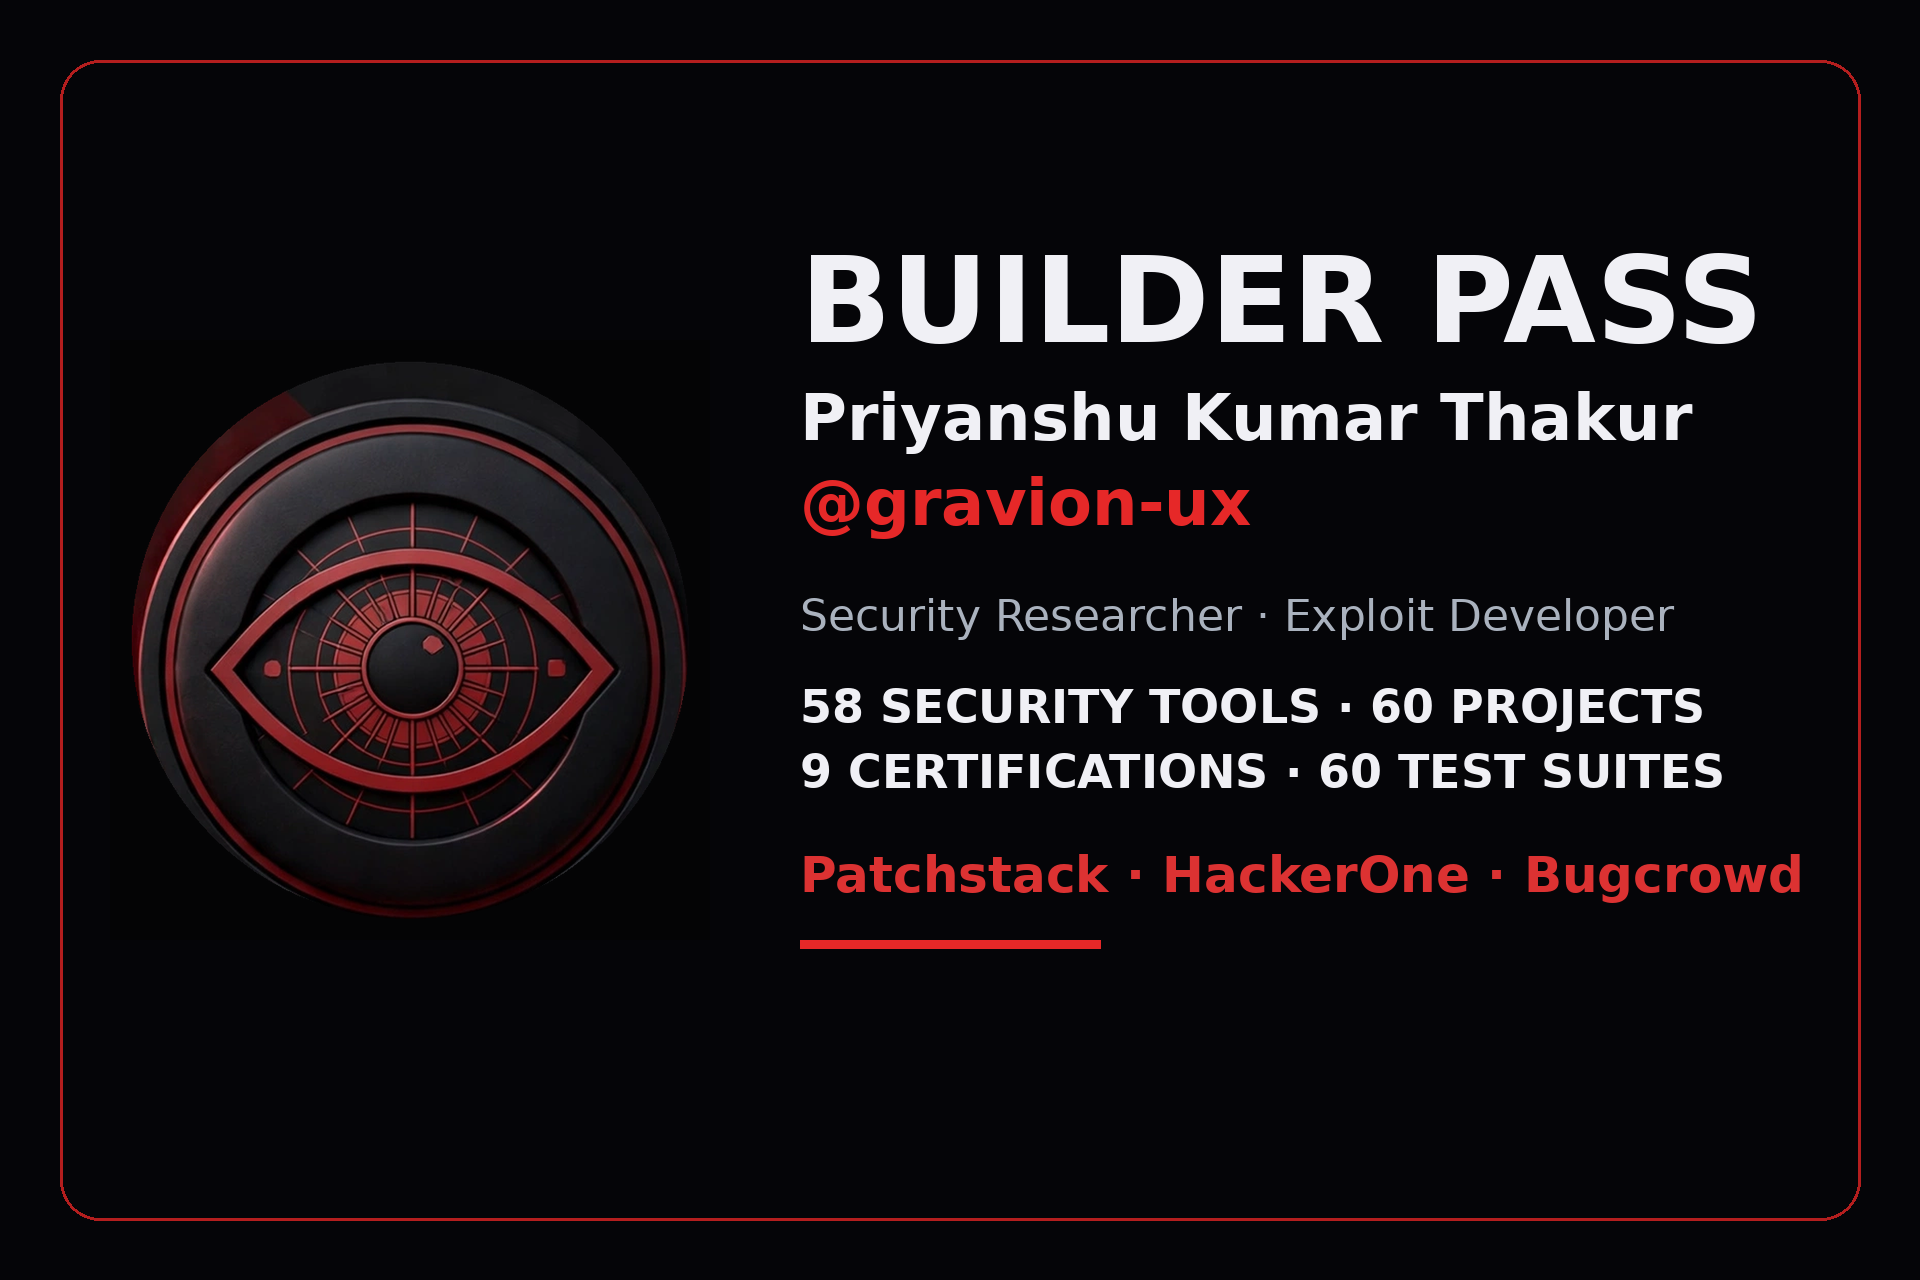 BUILDER PASS
Priyanshu Kumar Thakur
@gravion-ux
Security Researcher · Exploit Developer
58 SECURITY TOOLS · 60 PROJECTS
9 CERTIFICATIONS · 60 TEST SUITES
Patchstack · HackerOne · Bugcrowd